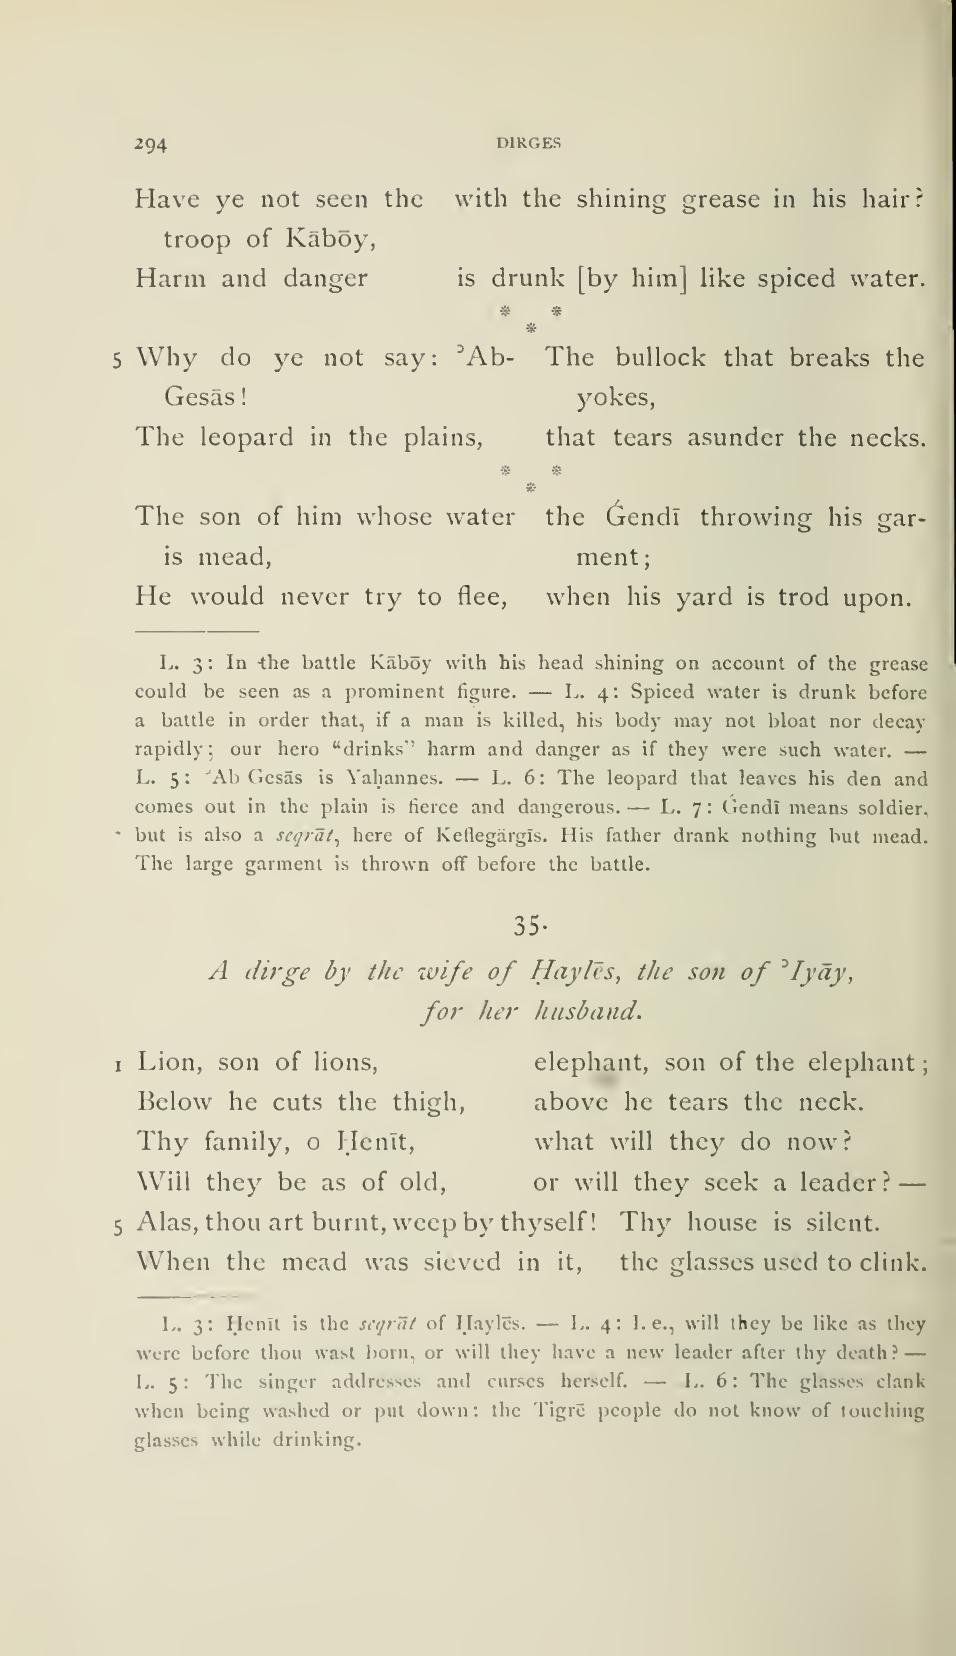 294 DIRGES
Have ye not seen the with the shining grease in his hair?
troop of Kābōy,
Harm and danger is drunk [by him] like spiced water.
* *
*
5 Why do ye not say: ʾAb- The bullock that breaks the
Gesās! yokes,
The leopard in the plains, that tears asunder the necks.
* *
*
The son of him whose water the Ǵendī throwing his gar-
is mead, ment;
He would never try to flee, when his yard is trod upon.
L. 3: In the battle Kābōy with his head shining on account of the grease
could be seen as a prominent figure. — L. 4: Spiced water is drunk before
a battle in order that, if a man is killed, his body may not bloat nor decay
rapidly; our hero “drinks” harm and danger as if they were such water. —
L. 5: ʾAb Gesās is Yaḥannes. — L. 6: The leopard that leaves his den and
comes out in the plain is fierce and dangerous. — L. 7: Ǵendī means soldier,
but is also a seqrāt, here of Keflegärgīs. His father drank nothing but mead.
The large garment is thrown off before the battle.
35.
A dirge by the wife of Ḥaylēs, the son of ʾIyāy,
for her husband.
1 Lion, son of lions, elephant, son of the elephant;
Below he cuts the thigh, above he tears the neck.
Thy family, o Ḥenīt, what will they do now?
Will they be as of old, or will they seek a leader? —
5 Alas, thou art burnt, weep by thyself! Thy house is silent.
When the mead was sieved in it, the glasses used to clink.
L. 3: Ḥenīt is the seqrāt of Ḥaylēs. — L. 4: I. e., will they be like as they
were before thou wast born, or will they have a new leader after thy death? —
L. 5: The singer addresses and curses herself. — L. 6: The glasses clank
when being washed or put down: the Tigrē people do not know of touching
glasses while drinking.